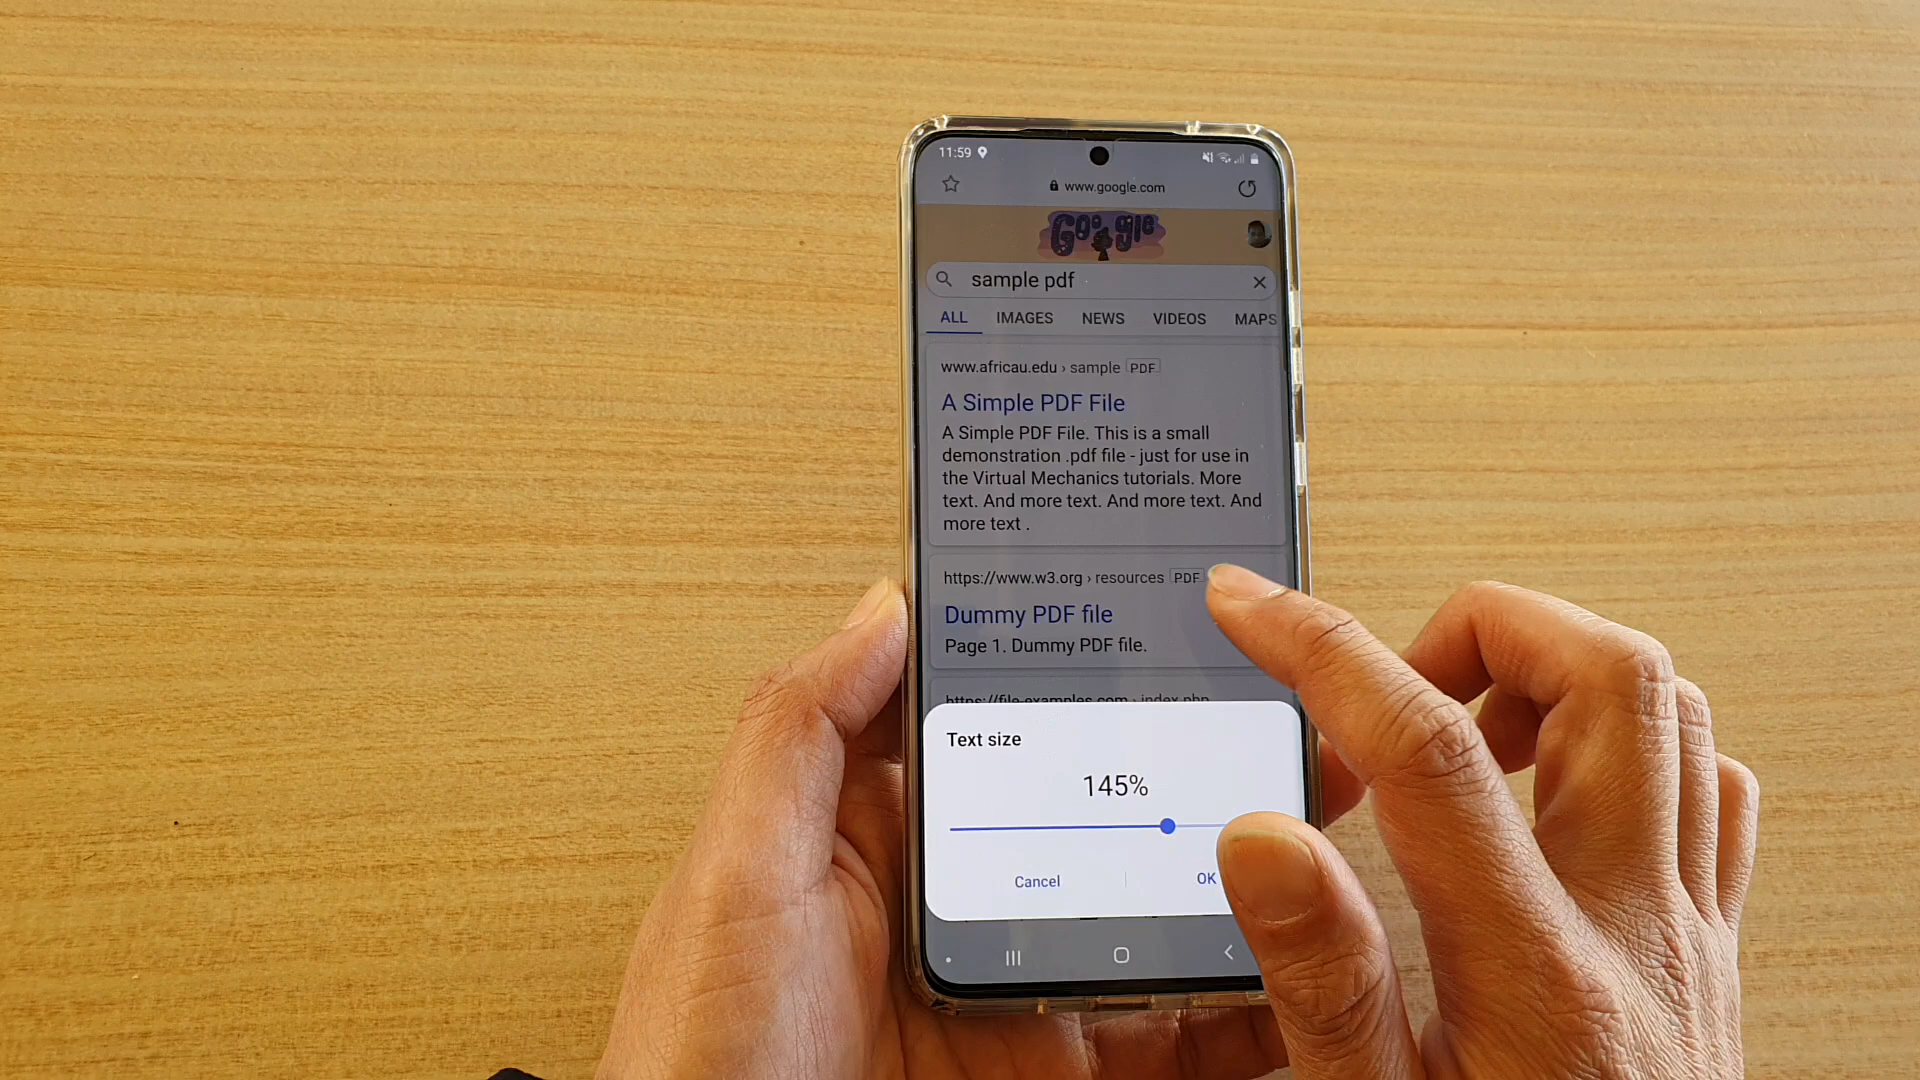 11:59
www.google.com
Google
sample pdf
ALL IMAGES NEWS VIDEOS MAPS
www.africau.edu › sample PDF
A Simple PDF File
A Simple PDF File. This is a small
demonstration .pdf file - just for use in
the Virtual Mechanics tutorials. More
text. And more text. And more text. And
more text .
https://www.w3.org › resources PDF
Dummy PDF file
Page 1. Dummy PDF file.
https://file-examples.com › index.php
Text size
145%
Cancel OK